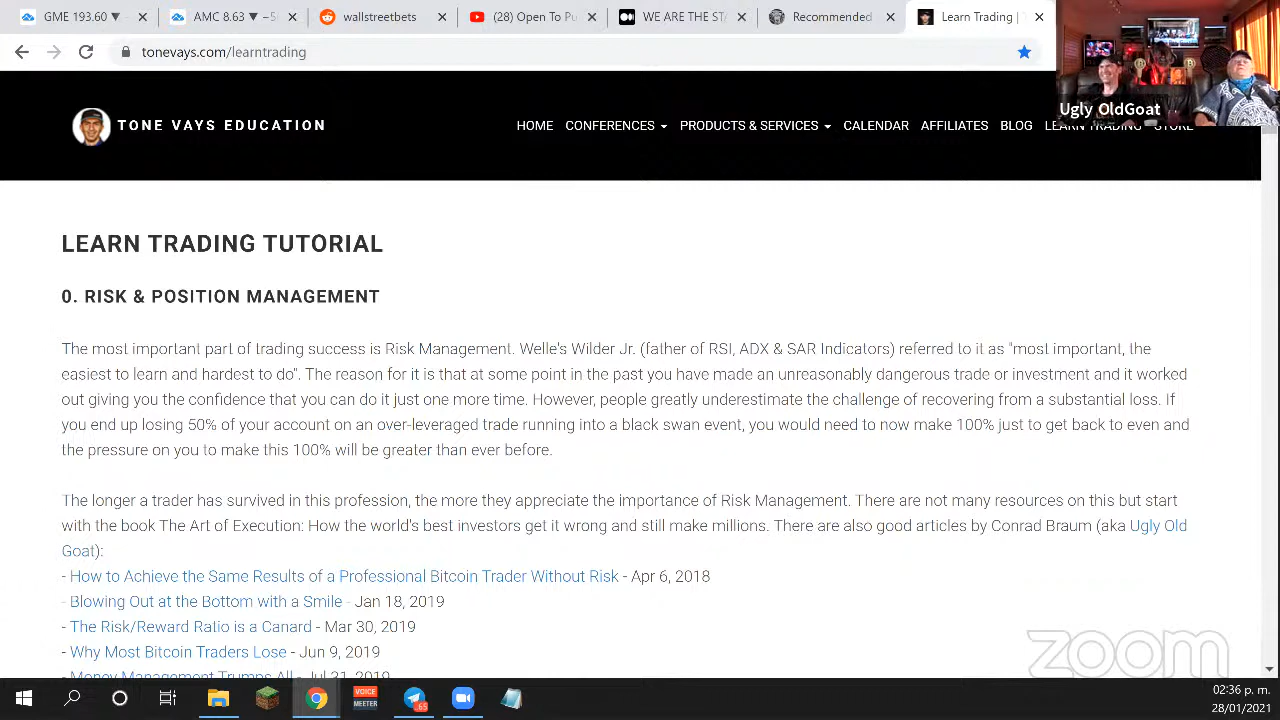 GME 193.60 ▼
AMC 8.03 ▼ −5
wallstreetbets
(28) Open To Pu
WE ARE THE ST
Recommended
Learn Trading |
tonevays.com/learntrading
Ugly OldGoat
TONE VAYS EDUCATION
HOME CONFERENCES PRODUCTS & SERVICES CALENDAR AFFILIATES BLOG LEARN TRADING STORE
LEARN TRADING TUTORIAL
0. RISK & POSITION MANAGEMENT
The most important part of trading success is Risk Management. Welle's Wilder Jr. (father of RSI, ADX & SAR Indicators) referred to it as "most important, the
easiest to learn and hardest to do". The reason for it is that at some point in the past you have made an unreasonably dangerous trade or investment and it worked
out giving you the confidence that you can do it just one more time. However, people greatly underestimate the challenge of recovering from a substantial loss. If
you end up losing 50% of your account on an over-leveraged trade running into a black swan event, you would need to now make 100% just to get back to even and
the pressure on you to make this 100% will be greater than ever before.
The longer a trader has survived in this profession, the more they appreciate the importance of Risk Management. There are not many resources on this but start
with the book The Art of Execution: How the world's best investors get it wrong and still make millions. There are also good articles by Conrad Braum (aka Ugly Old
Goat):
- How to Achieve the Same Results of a Professional Bitcoin Trader Without Risk - Apr 6, 2018
- Blowing Out at the Bottom with a Smile - Jan 18, 2019
- The Risk/Reward Ratio is a Canard - Mar 30, 2019
- Why Most Bitcoin Traders Lose - Jun 9, 2019
- Money Management Trumps All - Jul 31, 2019
zoom
VOICE
MEETER
65
02:36 p. m.
28/01/2021